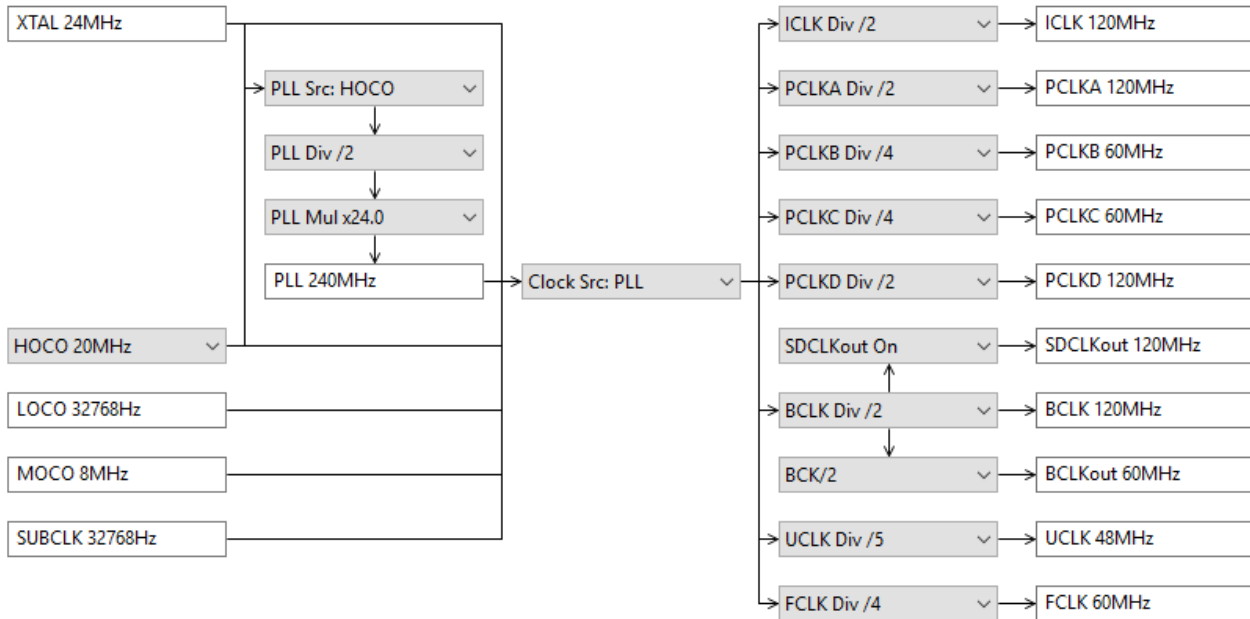 XTAL 24MHz
ICLK Div /2
ICLK 120MHz
PLL Src: HOCO
PCLKA Div /2
PCLKA 120MHz
PLL Div /2
PCLKB Div /4
PCLKB 60MHz
PLL Mul x24.0
PCLKC Div /4
PCLKC 60MHz
PLL 240MHz
Clock Src: PLL
PCLKD Div /2
PCLKD 120MHz
HOCO 20MHz
SDCLKout On
SDCLKout 120MHz
LOCO 32768Hz
BCLK Div /2
BCLK 120MHz
MOCO 8MHz
BCK/2
BCLKout 60MHz
SUBCLK 32768Hz
UCLK Div /5
UCLK 48MHz
FCLK Div /4
FCLK 60MHz